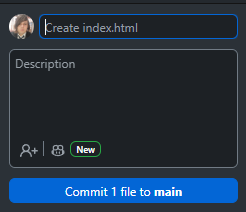 Create index.html
Description
New
Commit 1 file to main